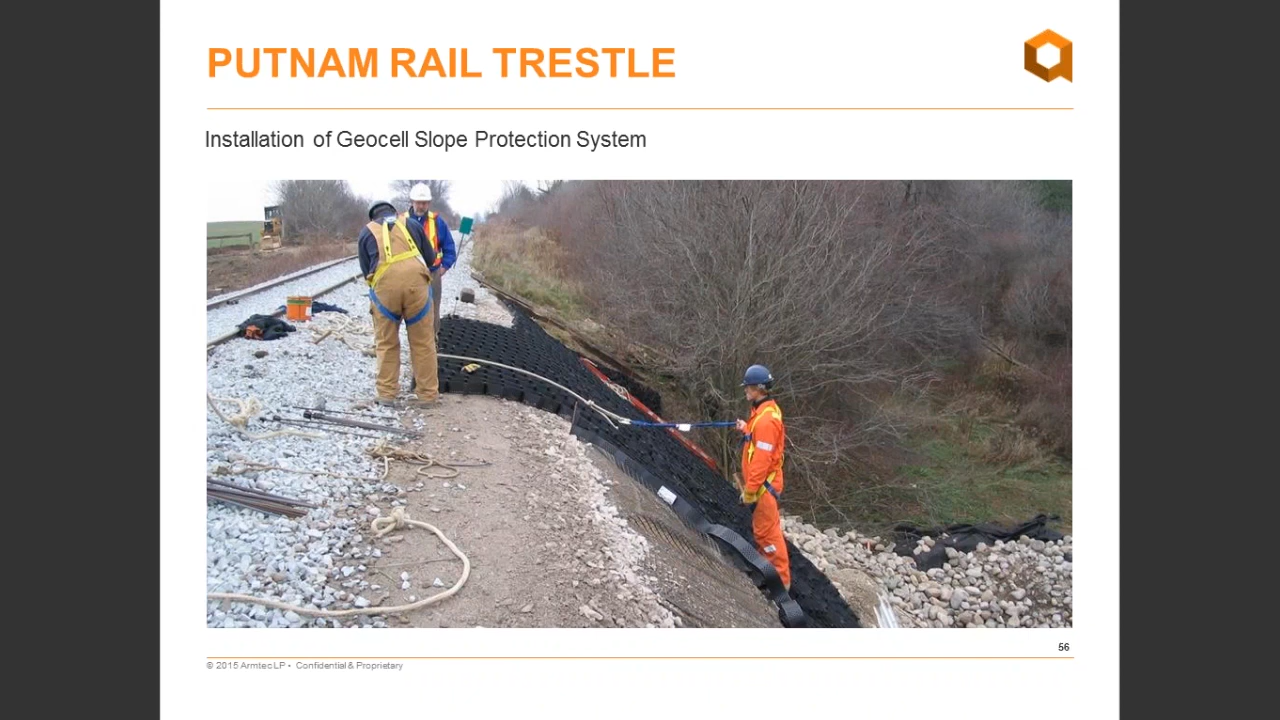 PUTNAM RAIL TRESTLE
Installation of Geocell Slope Protection System
56
© 2015 Armtec LP • Confidential & Proprietary